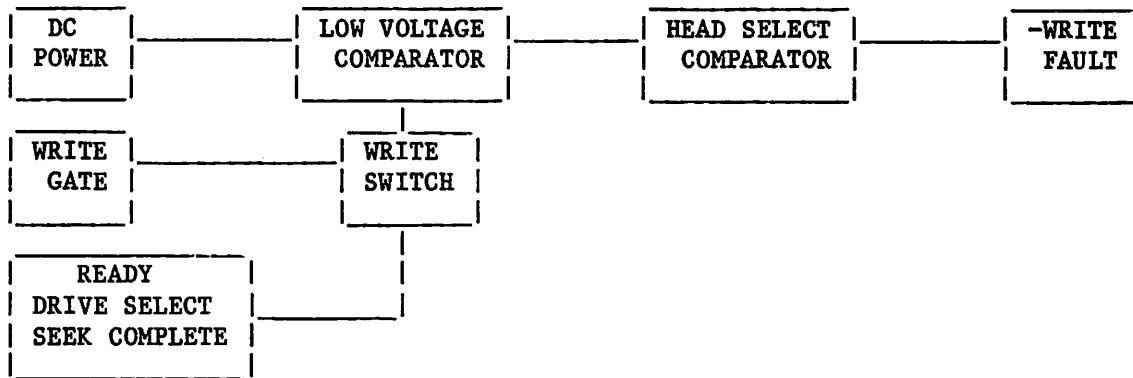 DC
POWER
LOW VOLTAGE
COMPARATOR
HEAD SELECT
COMPARATOR
-WRITE
FAULT
WRITE
GATE
WRITE
SWITCH
READY
DRIVE SELECT
SEEK COMPLETE